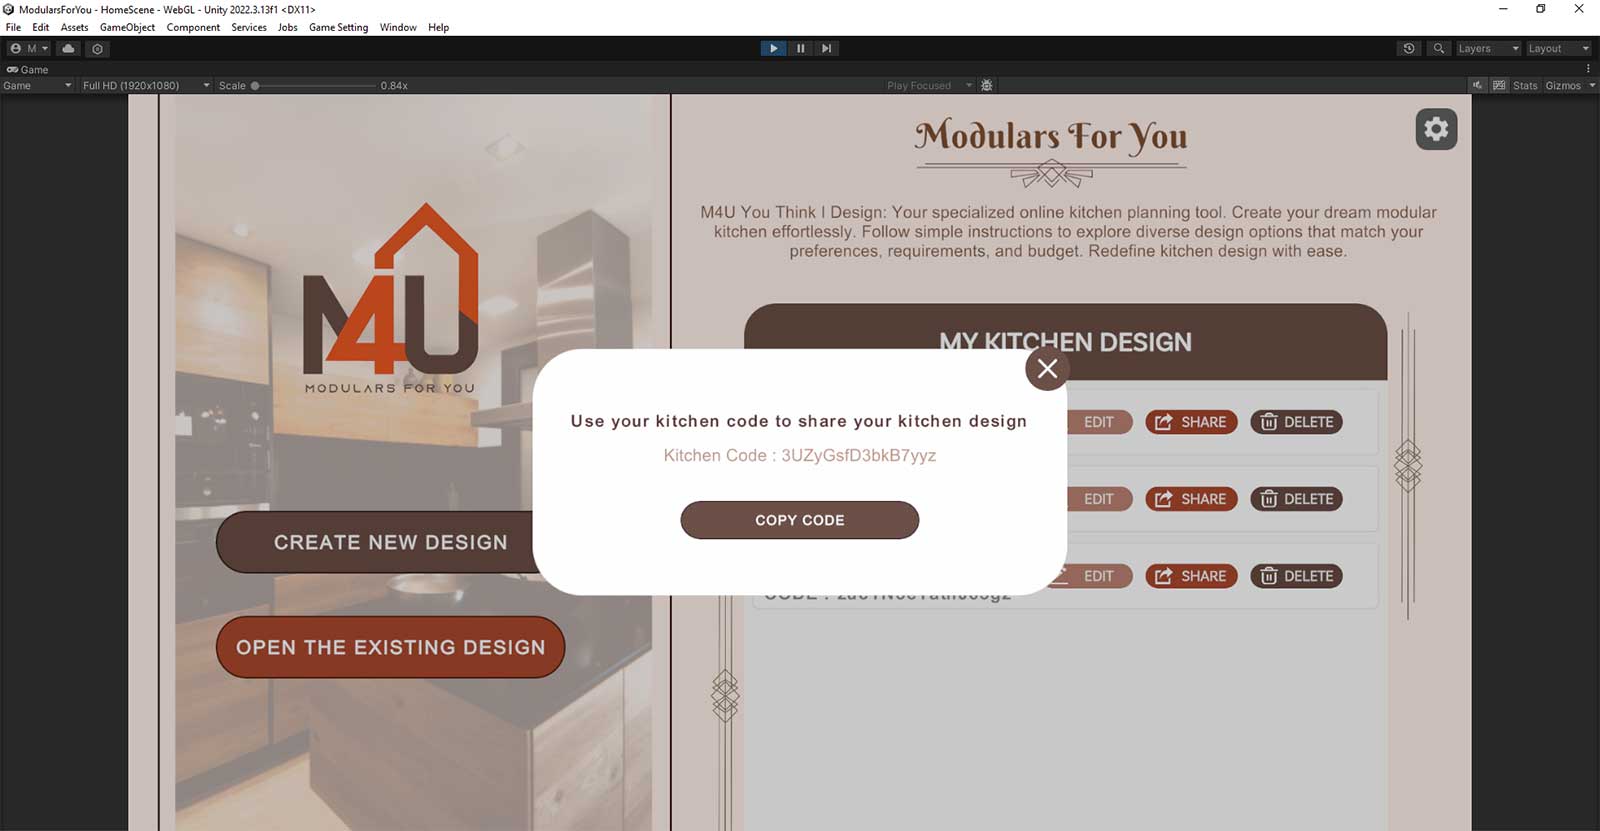 ModularsForYou - HomeScene - WebGL - Unity 2022.3.13f1 <DX11>
File Edit Assets GameObject Component Services Jobs Game Setting Window Help
M Layers Layout
Game
Game Full HD (1920x1080) Scale 0.84x Play Focused Stats Gizmos
M4U
MODULARS FOR YOU
CREATE NEW DESIGN
OPEN THE EXISTING DESIGN
Modulars For You
M4U You Think I Design: Your specialized online kitchen planning tool. Create your dream modular
kitchen effortlessly. Follow simple instructions to explore diverse design options that match your
preferences, requirements, and budget. Redefine kitchen design with ease.
MY KITCHEN DESIGN
EDIT SHARE DELETE
EDIT SHARE DELETE
EDIT SHARE DELETE
CODE :
Use your kitchen code to share your kitchen design
Kitchen Code : 3UZyGsfD3bkB7yyz
COPY CODE